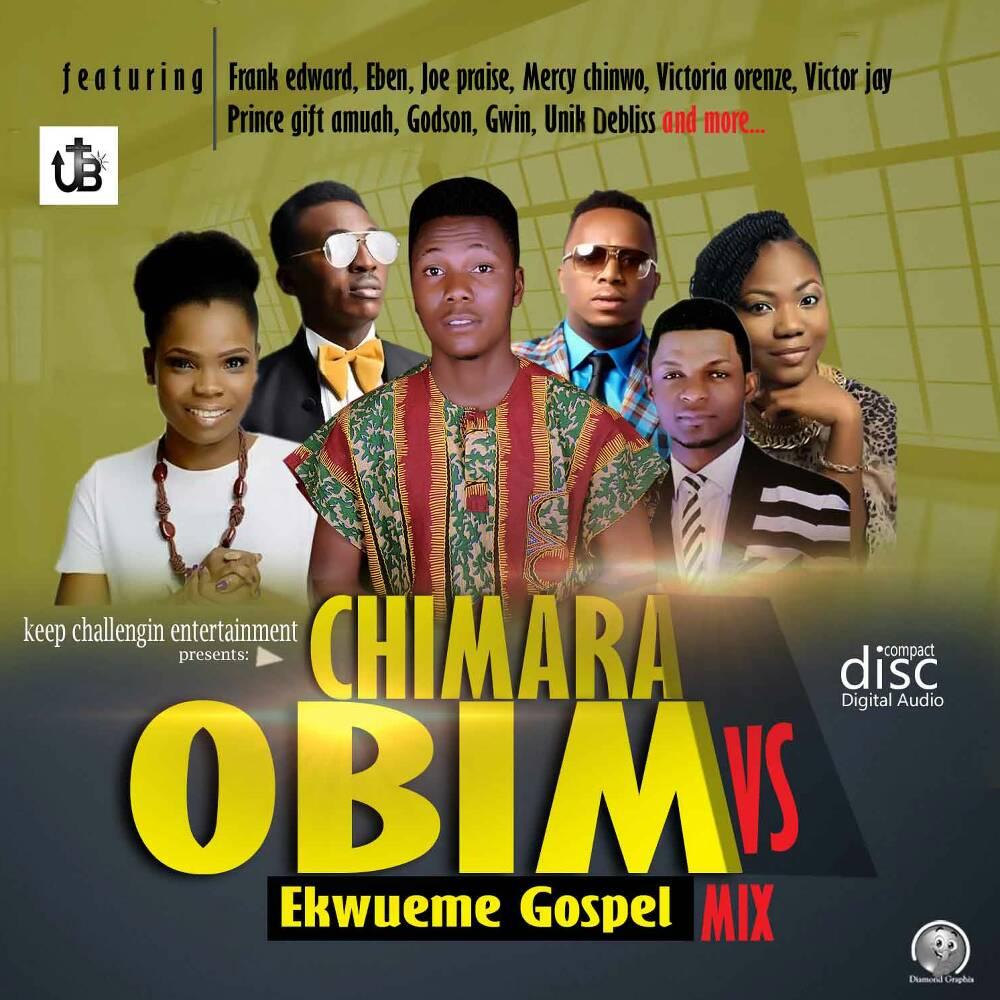 featuring
Frank edward, Eben, Joe praise, Mercy chinwo, Victoria orenze, Victor jay
Prince gift amuah, Godson, Gwin, Unik Debliss and more...
UB
keep challengin entertainment
presents:
CHIMARA
OBIM VS
Ekwueme Gospel MIX
compact
disc
Digital Audio
Diamond Graphix